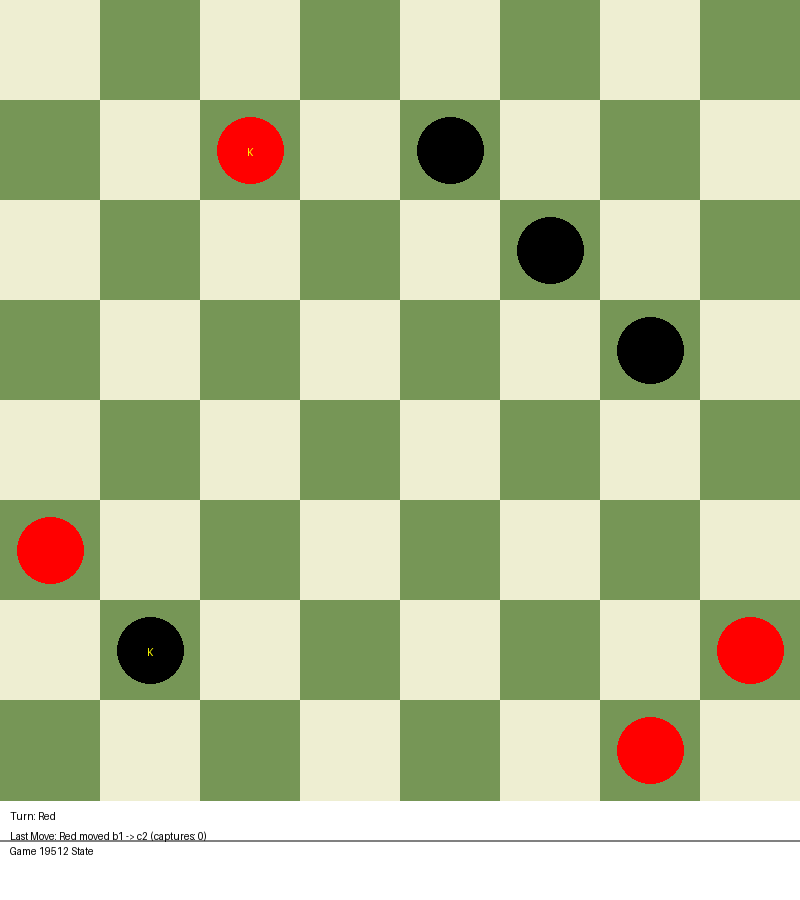 K
K
Turn: Red
Last Move: Red moved b1 -> c2 (captures: 0)
Game 19512 State